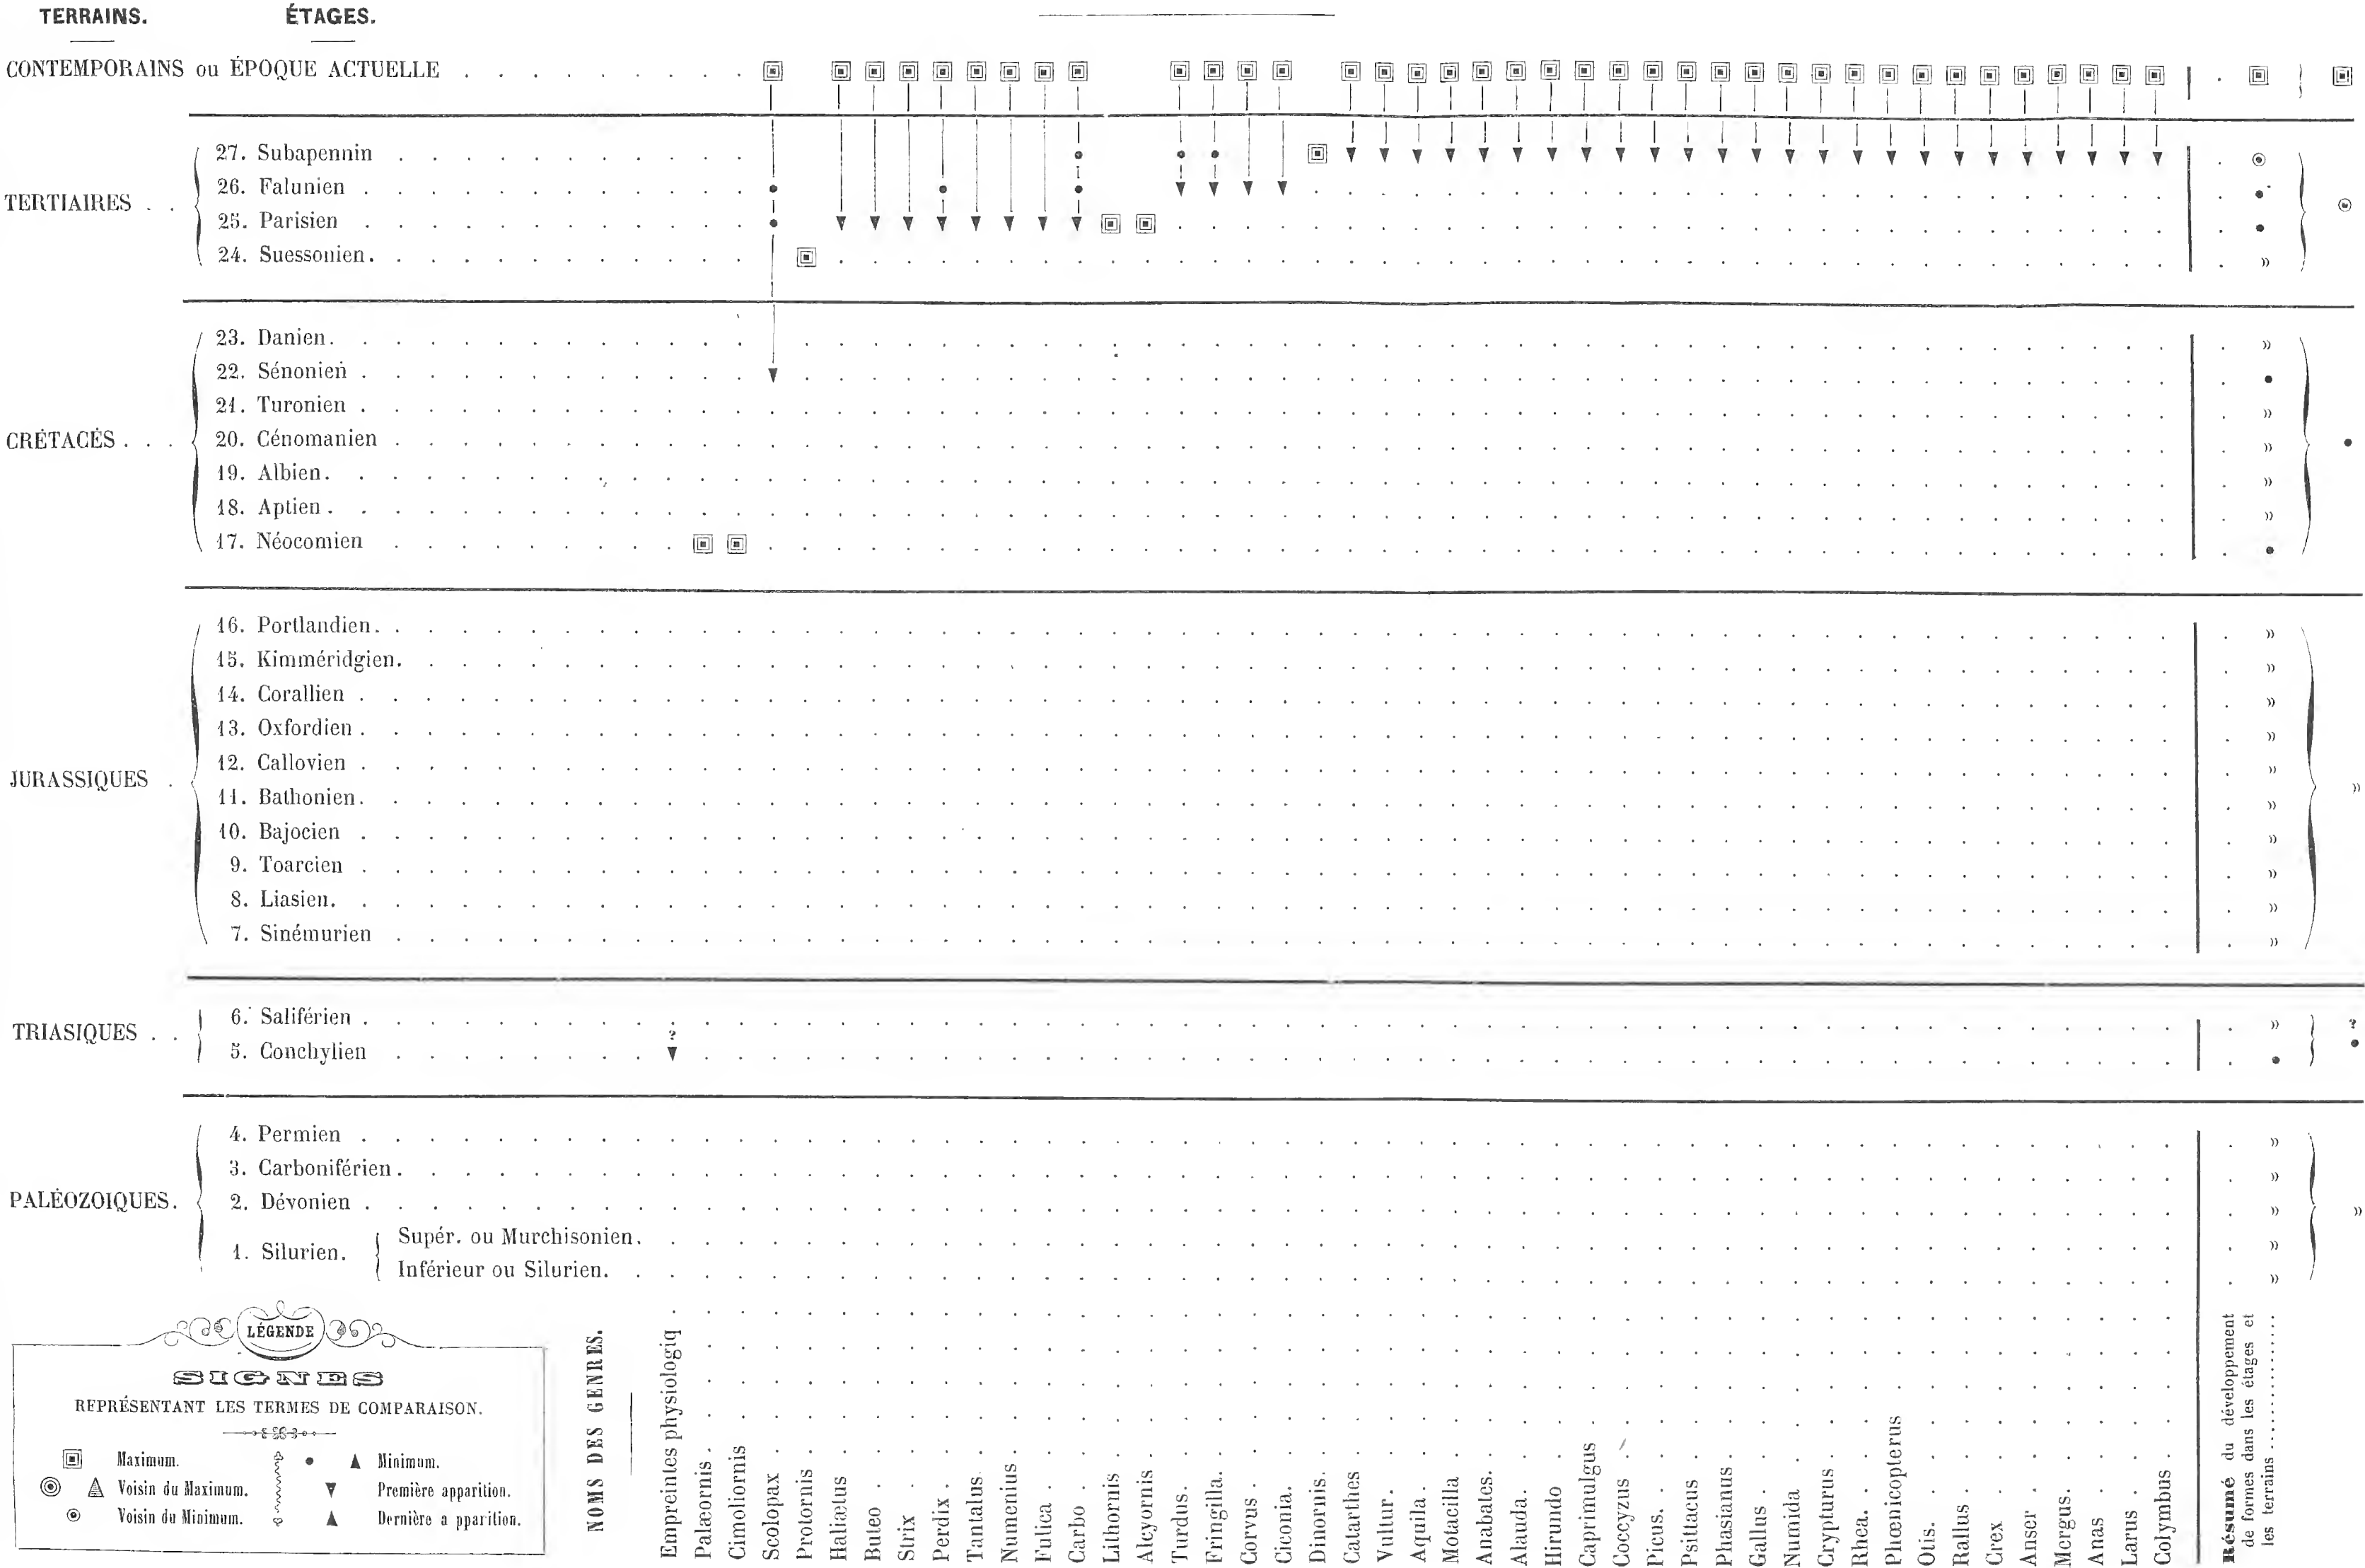 TERRAINS. ÉTAGES.
CONTEMPORAINS ou ÉPOQUE ACTUELLE
TERTIAIRES
27. Subapennin
26. Falunien
25. Parisien
24. Suessonien.
CRÉTACÉS
23. Danien.
22. Sénonien
21. Turonien
20. Cénomanien
19. Albien.
18. Aptien
17. Néocomien
JURASSIQUES
16. Portlandien.
15. Kimméridgien.
14. Corallien
13. Oxfordien
12. Callovien
11. Bathonien.
10. Bajocien
9. Toarcien
8. Liasien.
7. Sinémurien
TRIASIQUES
6. Saliférien
?
5. Conchylien
PALÉOZOIQUES.
4. Permien
3. Carboniférien.
2. Dévonien
1. Silurien.
Supér. ou Murchisonien.
Inférieur ou Silurien.
LÉGENDE
SIGNES
REPRÉSENTANT LES TERMES DE COMPARAISON.
Maximum.
Voisin du Maximum.
Voisin du Minimum.
Minimum.
Première apparition.
Dernière apparition.
NOMS DES GENRES.
Empreintes physiologiq
Palæornis.
Cimoliornis
Scolopax
Protornis
Haliætus
Buteo
Strix
Perdix
Tantalus
Numenius
Fulica
Carbo
Lithornis
Alcyornis
Turdus.
Fringilla.
Corvus
Ciconia.
Dinornis.
Catarthes
Vultur.
Aquila
Motacilla
Anabates.
Alauda.
Hirundo
Caprimulgus
Coccyzus
Picus.
Psittacus
Phasianus
Gallus
Numida
Crypturus
Rhea.
Phœnicopterus
Otis.
Rallus
Crex
Anser
Mergus.
Anas
Larus
Colymbus
Résumé du développement
de formes dans les étages et
les terrains